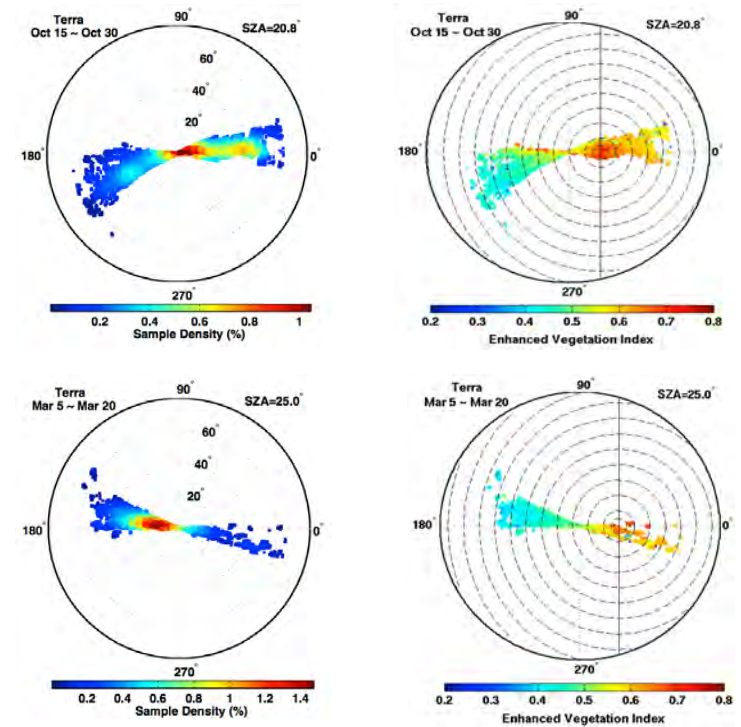 Terra
Oct 15 ~ Oct 30
90°
SZA=20.8°
60°
40°
20°
180°
0°
270°
0.2 0.4 0.6 0.8 1
Sample Density (%)
Terra
Oct 15 ~ Oct 30
90°
SZA=20.8°
180°
0°
270°
0.2 0.3 0.4 0.5 0.6 0.7 0.8
Enhanced Vegetation Index
Terra
Mar 5 ~ Mar 20
90°
SZA=25.0°
60°
40°
20°
180°
0°
270°
0.2 0.4 0.6 0.8 1 1.2 1.4
Sample Density (%)
Terra
Mar 5 ~ Mar 20
90°
SZA=25.0°
180°
0°
270°
0.2 0.3 0.4 0.5 0.6 0.7 0.8
Enhanced Vegetation Index